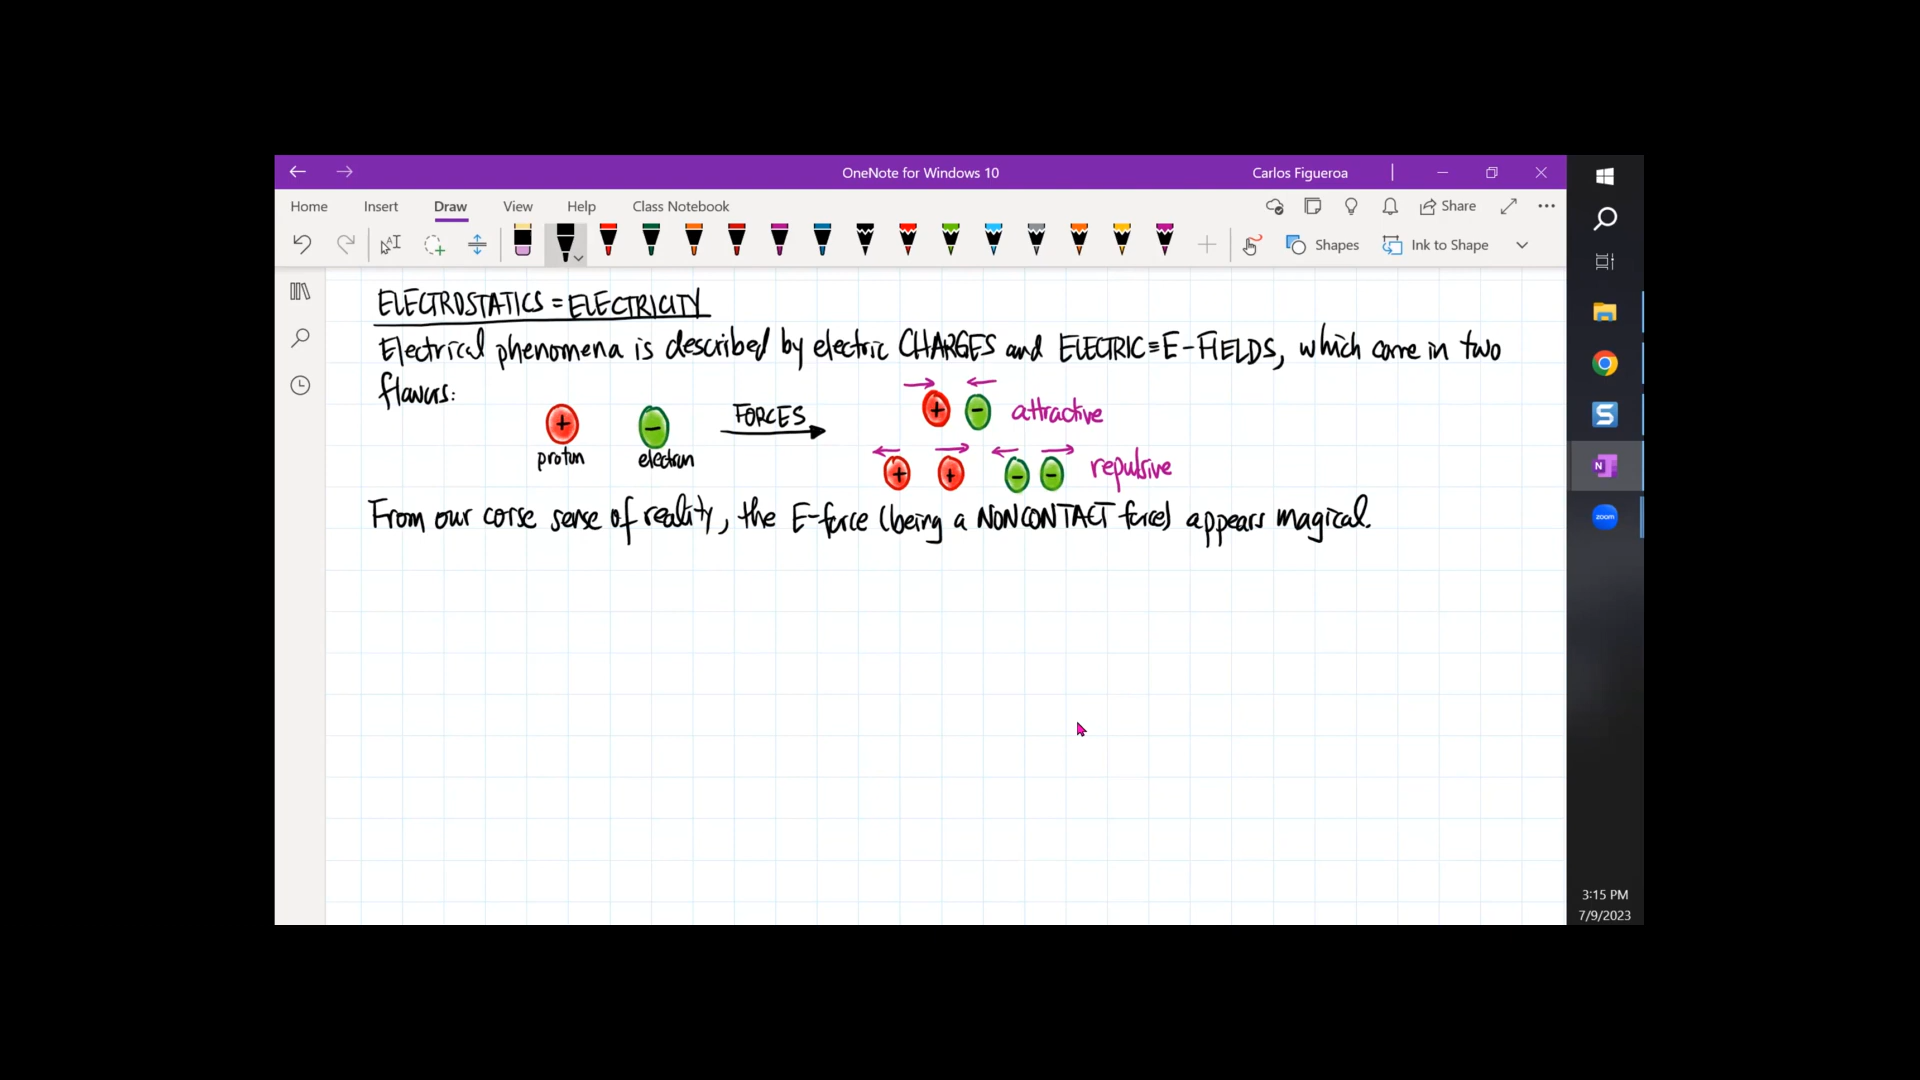 OneNote for Windows 10
Carlos Figueroa
Home Insert Draw View Help Class Notebook
Share
Shapes Ink to Shape
ELECTROSTATICS = ELECTRICITY
Electrical phenomena is described by electric CHARGES and ELECTRIC≡E-FIELDS, which come in two
flavors:
+ - FORCES + - attractive
proton electron
+ + - - repulsive
From our corse sense of reality, the E-force (being a NONCONTACT force) appears magical.
S
N
zoom
3:15 PM
7/9/2023